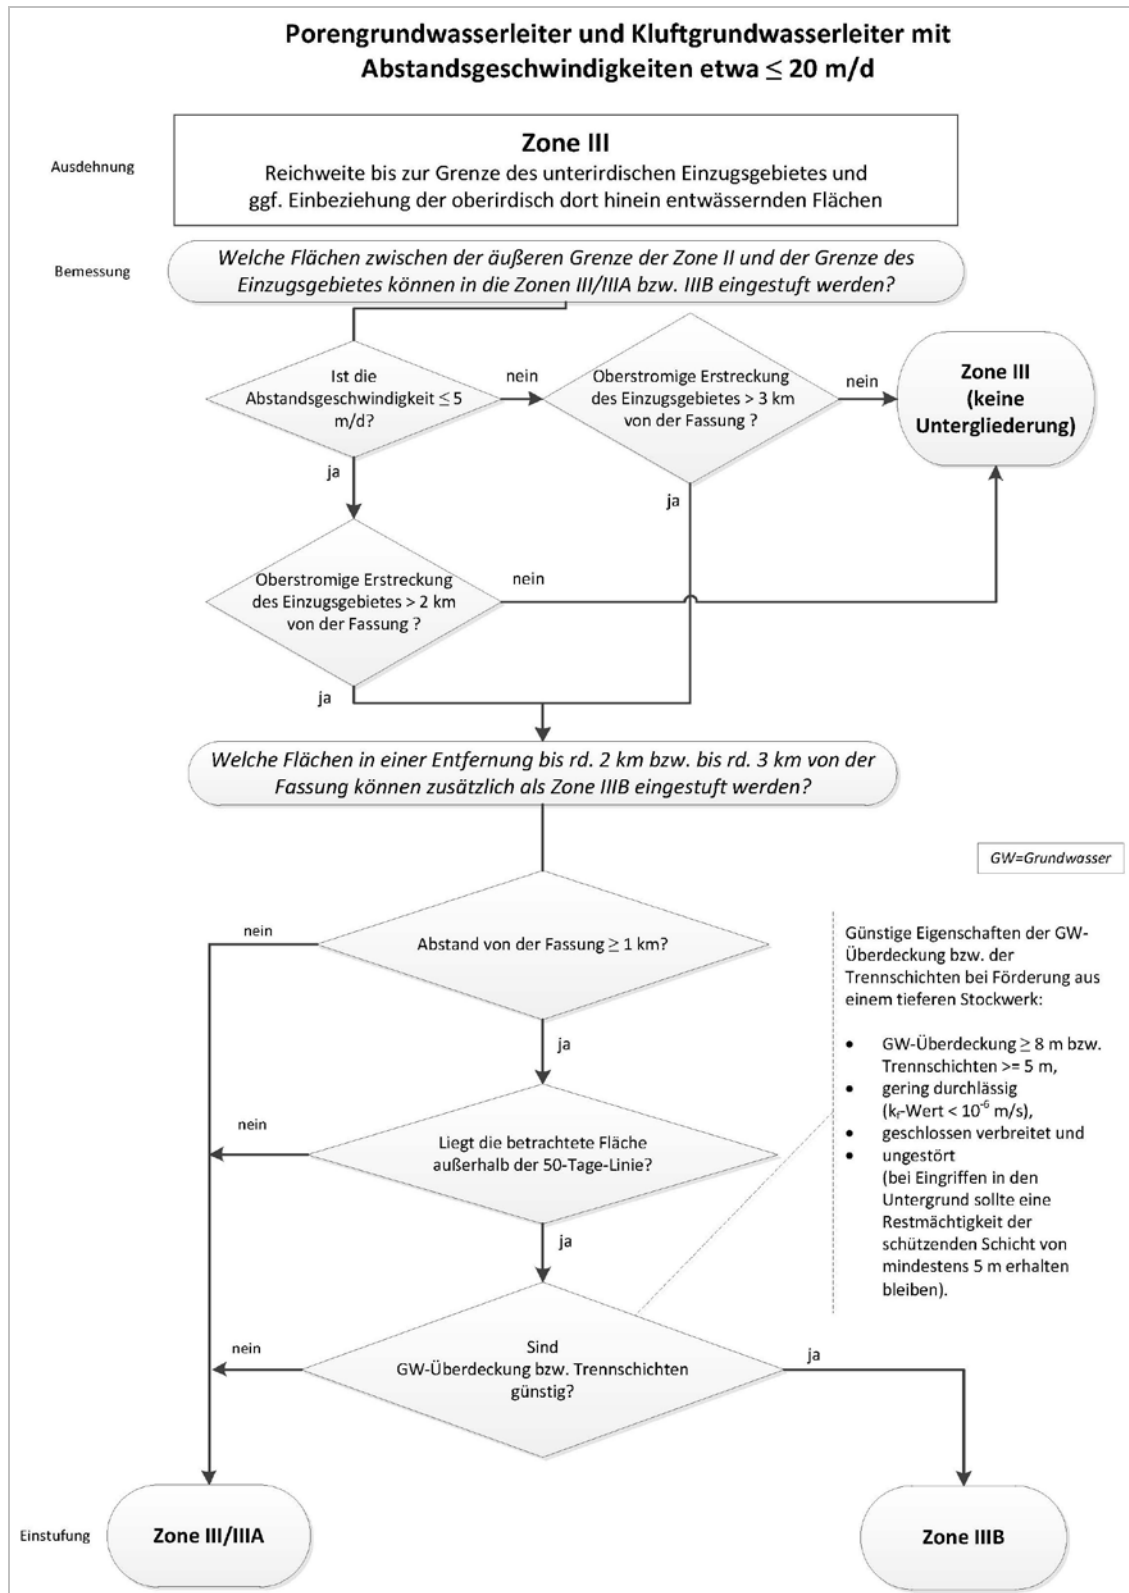 Porengrundwasserleiter und Kluftgrundwasserleiter mit
Abstandsgeschwindigkeiten etwa ≤ 20 m/d
Ausdehnung
Zone III
Reichweite bis zur Grenze des unterirdischen Einzugsgebietes und
ggf. Einbeziehung der oberirdisch dort hinein entwässernden Flächen
Bemessung
Welche Flächen zwischen der äußeren Grenze der Zone II und der Grenze des
Einzugsgebietes können in die Zonen III/IIIA bzw. IIIB eingestuft werden?
Ist die
Abstandsgeschwindigkeit ≤ 5
m/d?
nein
Oberstromige Erstreckung
des Einzugsgebietes > 3 km
von der Fassung ?
nein
Zone III
(keine
Untergliederung)
ja
ja
Oberstromige Erstreckung
des Einzugsgebietes > 2 km
von der Fassung ?
nein
ja
Welche Flächen in einer Entfernung bis rd. 2 km bzw. bis rd. 3 km von der
Fassung können zusätzlich als Zone IIIB eingestuft werden?
GW=Grundwasser
nein
Abstand von der Fassung ≥ 1 km?
ja
nein
Liegt die betrachtete Fläche
außerhalb der 50-Tage-Linie?
ja
Günstige Eigenschaften der GW-
Überdeckung bzw. der
Trennschichten bei Förderung aus
einem tieferen Stockwerk:
• GW-Überdeckung ≥ 8 m bzw.
Trennschichten >= 5 m,
• gering durchlässig
(kf-Wert < 10⁻⁶ m/s),
• geschlossen verbreitet und
• ungestört
(bei Eingriffen in den
Untergrund sollte eine
Restmächtigkeit der
schützenden Schicht von
mindestens 5 m erhalten
bleiben).
nein
Sind
GW-Überdeckung bzw. Trennschichten
günstig?
ja
Einstufung
Zone III/IIIA
Zone IIIB